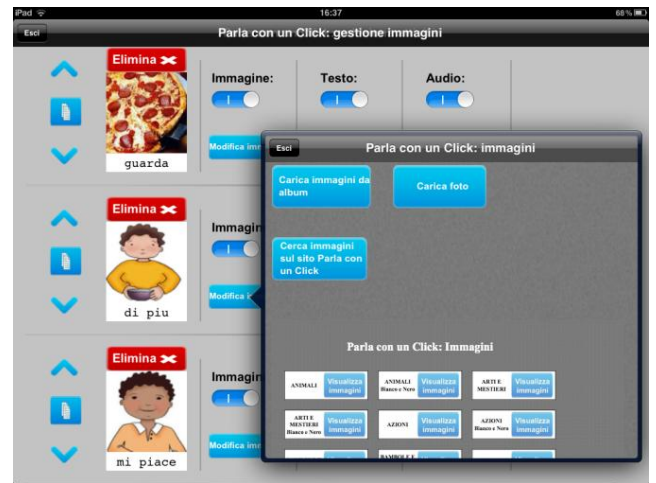 iPad 16:37 68%
Esci Parla con un Click: gestione immagini
Elimina
Immagine: Testo: Audio:
Modifica imm
guarda
Elimina
Immagin
Modifica i
di piu
Elimina
Immagin
Modifica imm
mi piace
Esci Parla con un Click: immagini
Carica immagini da
album
Carica foto
Cerca immagini
sul sito Parla con
un Click
Parla con un Click: Immagini
ANIMALI
Visualizza
immagini
ANIMALI
Bianco e Nero
Visualizza
immagini
ARTI E
MESTIERI
Visualizza
immagini
ARTI E
MESTIERI
Bianco e Nero
Visualizza
immagini
AZIONI
Visualizza
immagini
AZIONI
Bianco e Nero
Visualizza
immagini
BAMBOLE E